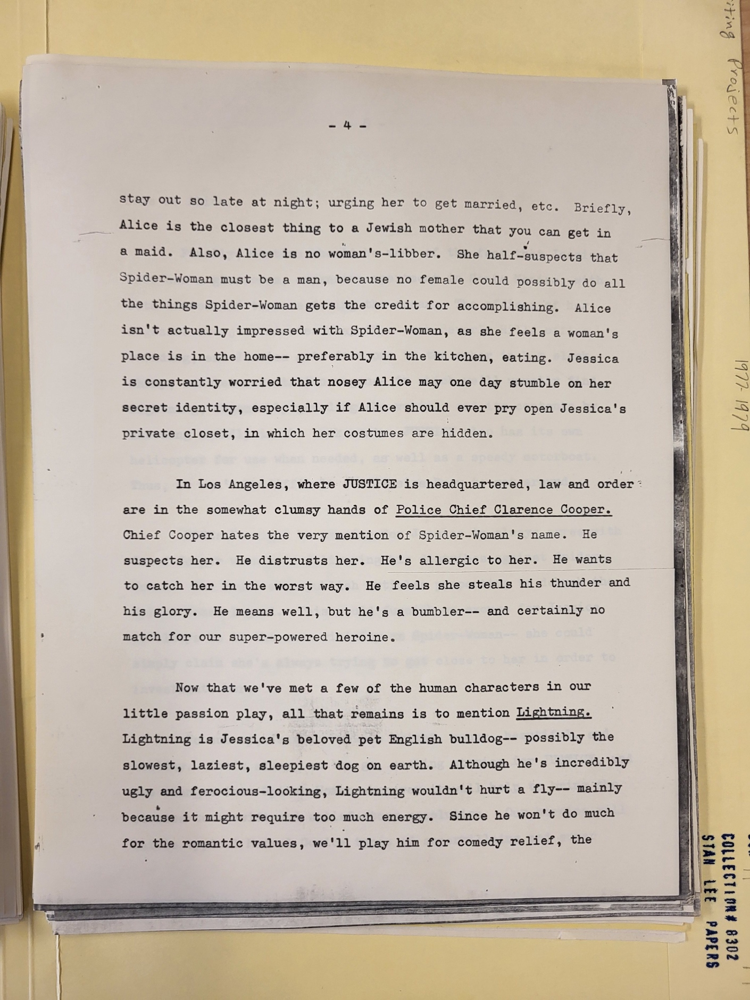 - 4 -
stay out so late at night; urging her to get married, etc.  Briefly,
Alice is the closest thing to a Jewish mother that you can get in
a maid.  Also, Alice is no woman's-libber.  She half-suspects that
Spider-Woman must be a man, because no female could possibly do all
the things Spider-Woman gets the credit for accomplishing.  Alice
isn't actually impressed with Spider-Woman, as she feels a woman's
place is in the home-- preferably in the kitchen, eating.  Jessica
is constantly worried that nosey Alice may one day stumble on her
secret identity, especially if Alice should ever pry open Jessica's
private closet, in which her costumes are hidden.
In Los Angeles, where JUSTICE is headquartered, law and order
are in the somewhat clumsy hands of Police Chief Clarence Cooper.
Chief Cooper hates the very mention of Spider-Woman's name.  He
suspects her.  He distrusts her.  He's allergic to her.  He wants
to catch her in the worst way.  He feels she steals his thunder and
his glory.  He means well, but he's a bumbler-- and certainly no
match for our super-powered heroine.
Now that we've met a few of the human characters in our
little passion play, all that remains is to mention Lightning.
Lightning is Jessica's beloved pet English bulldog-- possibly the
slowest, laziest, sleepiest dog on earth.  Although he's incredibly
ugly and ferocious-looking, Lightning wouldn't hurt a fly-- mainly
because it might require too much energy.  Since he won't do much
for the romantic values, we'll play him for comedy relief, the
Projects
1977-1979
COLLECTION# 8302
STAN LEE PAPERS